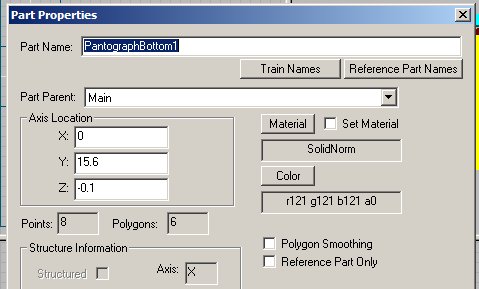 Part Properties
Part Name: PantographBottom1
Train Names Reference Part Names
Part Parent: Main
Axis Location
X: 0
Y: 15.6
Z: -0.1
Material Set Material
SolidNorm
Color
r121 g121 b121 a0
Points: 8 Polygons: 6
Polygon Smoothing
Reference Part Only
Structure Information
Structured Axis: X